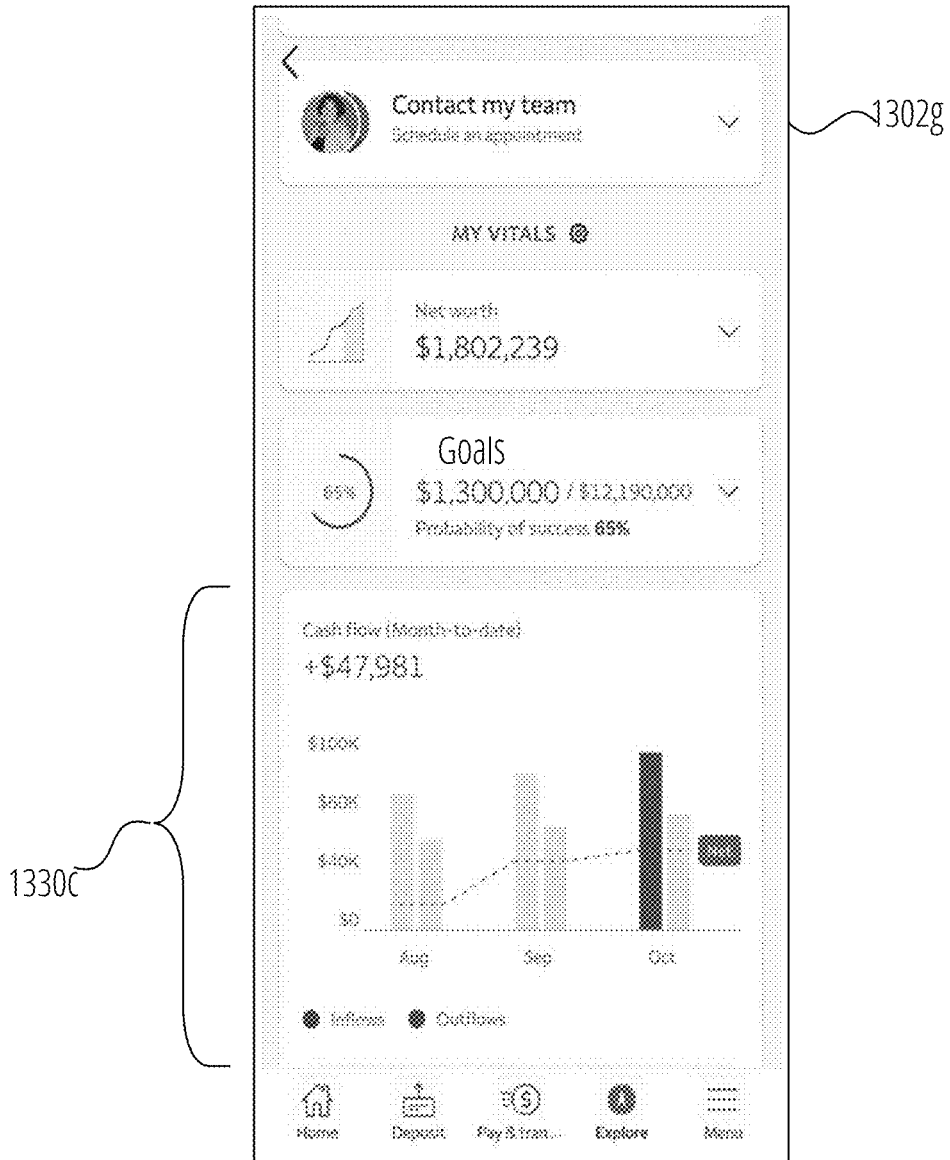 Contact my team
Schedule an appointment
1302g
MY VITALS
Net worth
$1,802,239
Goals
65%
$1,300,000 / $12,190,000
Probability of success 65%
Cash flow (Month-to-date)
+$47,981
$100K
$60K
$40K
$0
1330c
Aug Sep Oct
Inflows Outflows
Home Deposit Pay & tran... Explore Menu